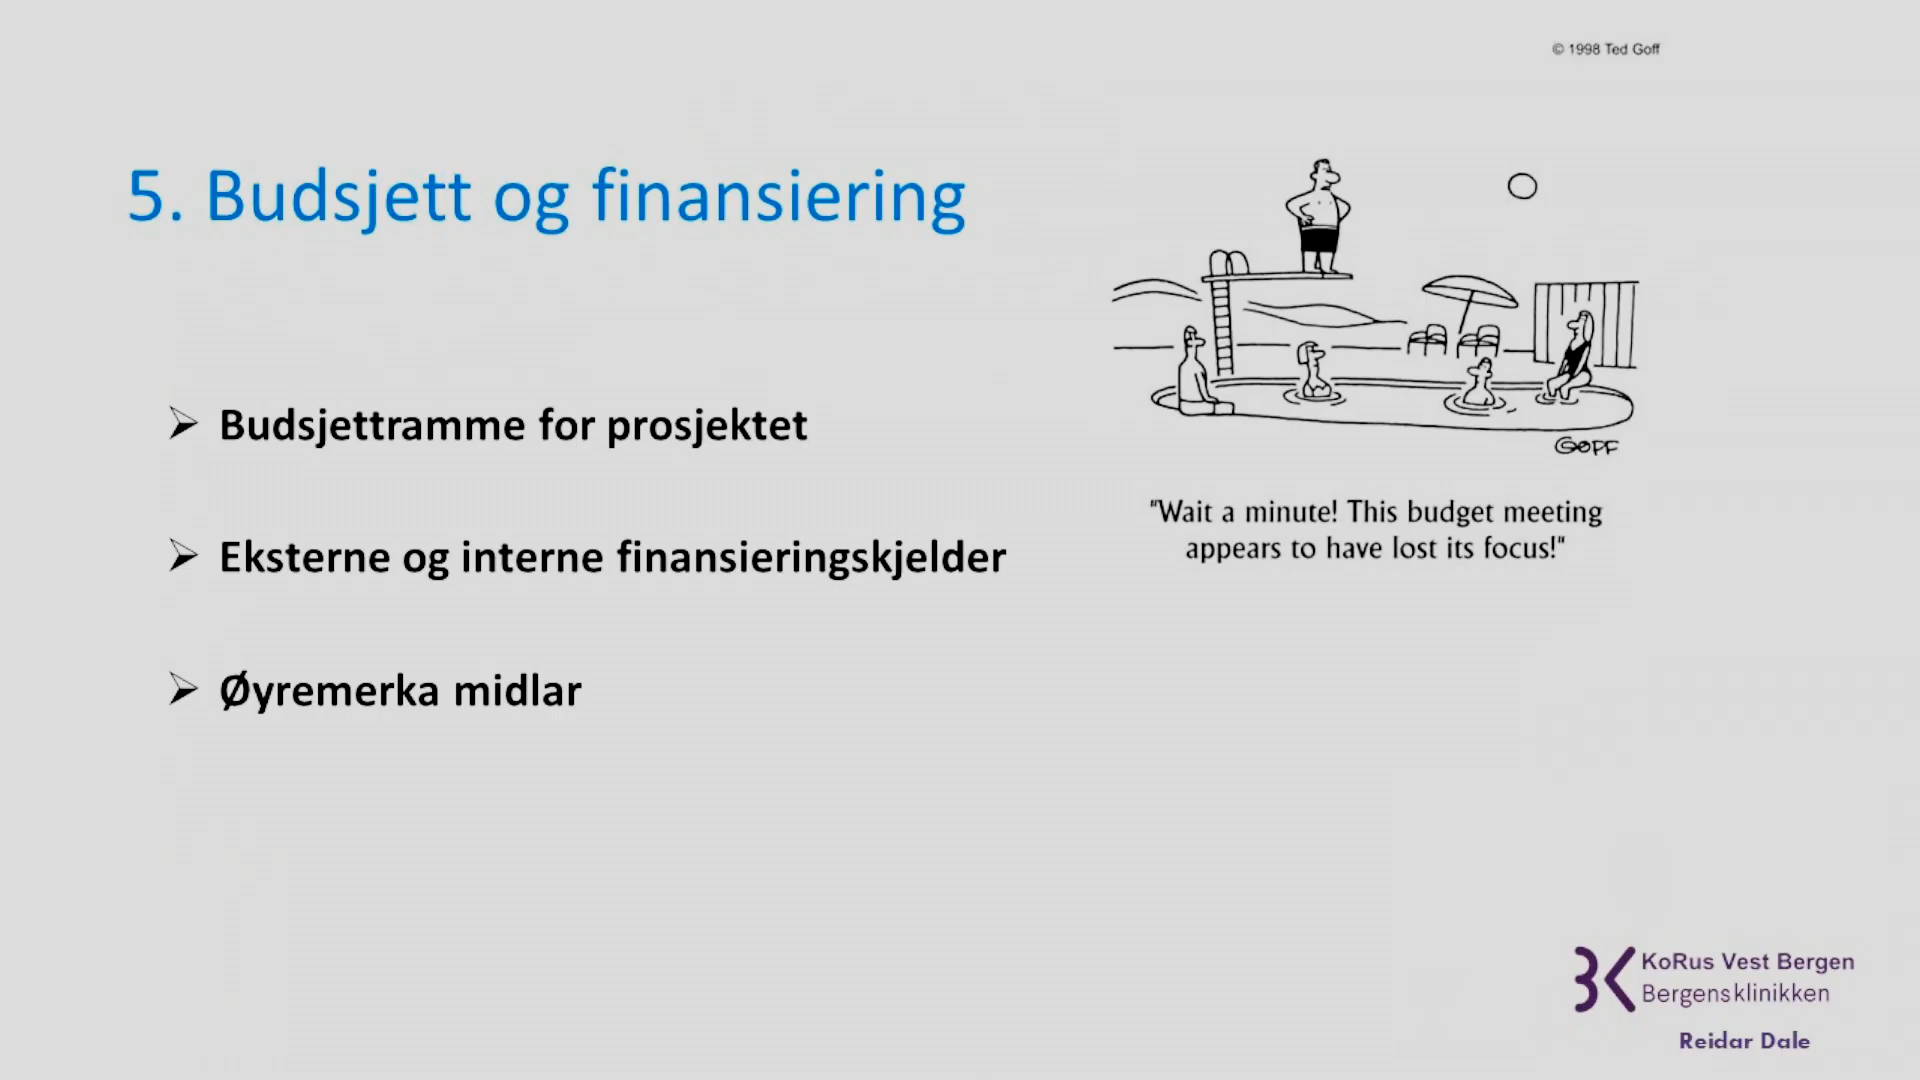 © 1998 Ted Goff
5. Budsjett og finansiering
➢ Budsjettramme for prosjektet
➢ Eksterne og interne finansieringskjelder
➢ Øyremerka midlar
GOFF
"Wait a minute! This budget meeting
appears to have lost its focus!"
KoRus Vest Bergen
Bergensklinikken
Reidar Dale